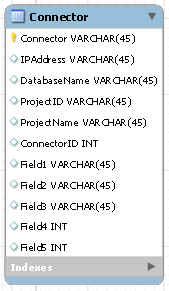 Connector
Connector VARCHAR(45)
IPAddress VARCHAR(45)
DatabaseName VARCHAR(45)
ProjectID VARCHAR(45)
ProjectName VARCHAR(45)
ConnectorID INT
Field1 VARCHAR(45)
Field2 VARCHAR(45)
Field3 VARCHAR(45)
Field4 INT
Field5 INT
Indexes